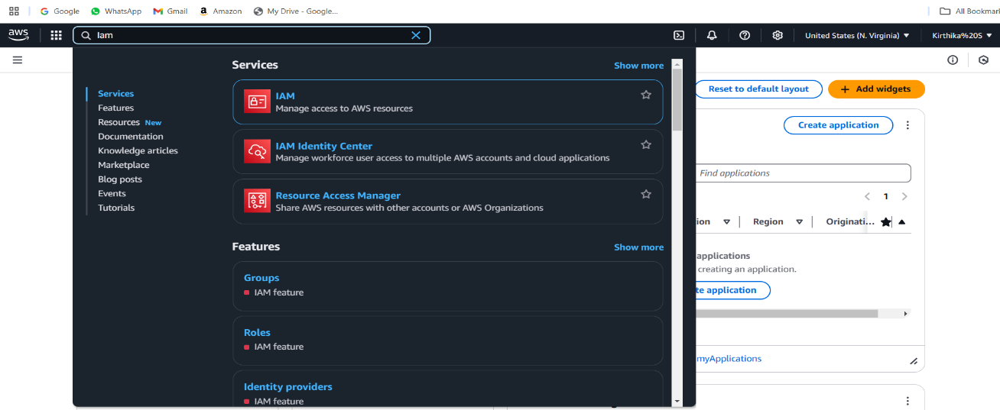 Google WhatsApp Gmail Amazon My Drive - Google... All Bookmar
aws Iam United States (N. Virginia) Kirthika%20S
Services Show more
Services
Features
Resources New
Documentation
Knowledge articles
Marketplace
Blog posts
Events
Tutorials
IAM
Manage access to AWS resources
IAM Identity Center
Manage workforce user access to multiple AWS accounts and cloud applications
Resource Access Manager
Share AWS resources with other accounts or AWS Organizations
Features Show more
Groups
IAM feature
Roles
IAM feature
Identity providers
IAM feature
Reset to default layout + Add widgets
Create application
Find applications
1
ion Region Originati...
applications
creating an application.
te application
myApplications